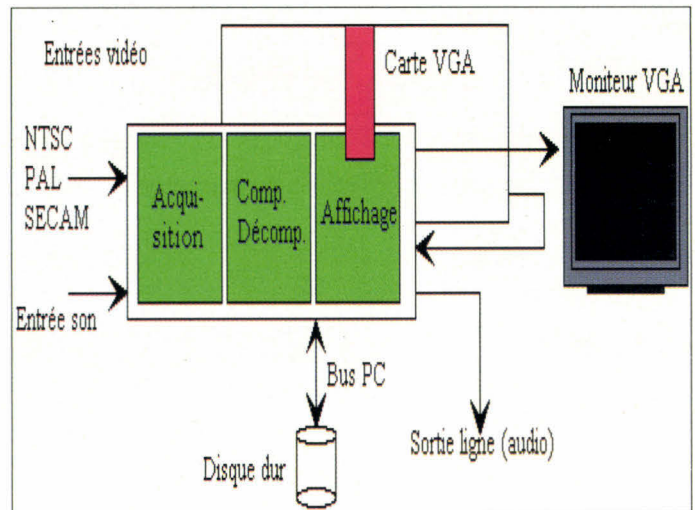 Entrées vidéo
Carte VGA
Moniteur VGA
NTSC
PAL
SECAM
Acqui-
sition
Comp.
Décomp.
Affichage
Entrée son
Bus PC
Disque dur
Sortie ligne (audio)